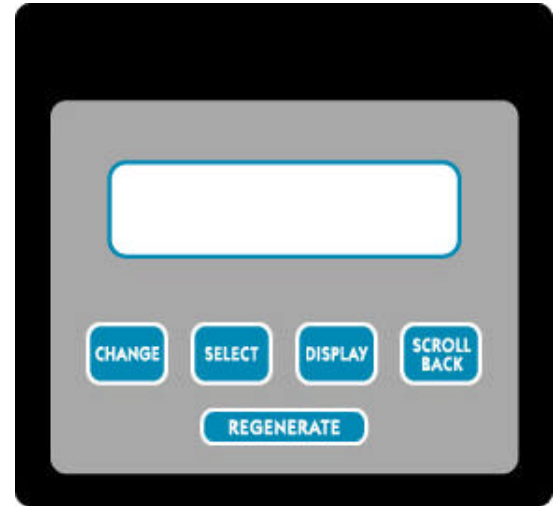 CHANGE
SELECT
DISPLAY
SCROLL
BACK
REGENERATE